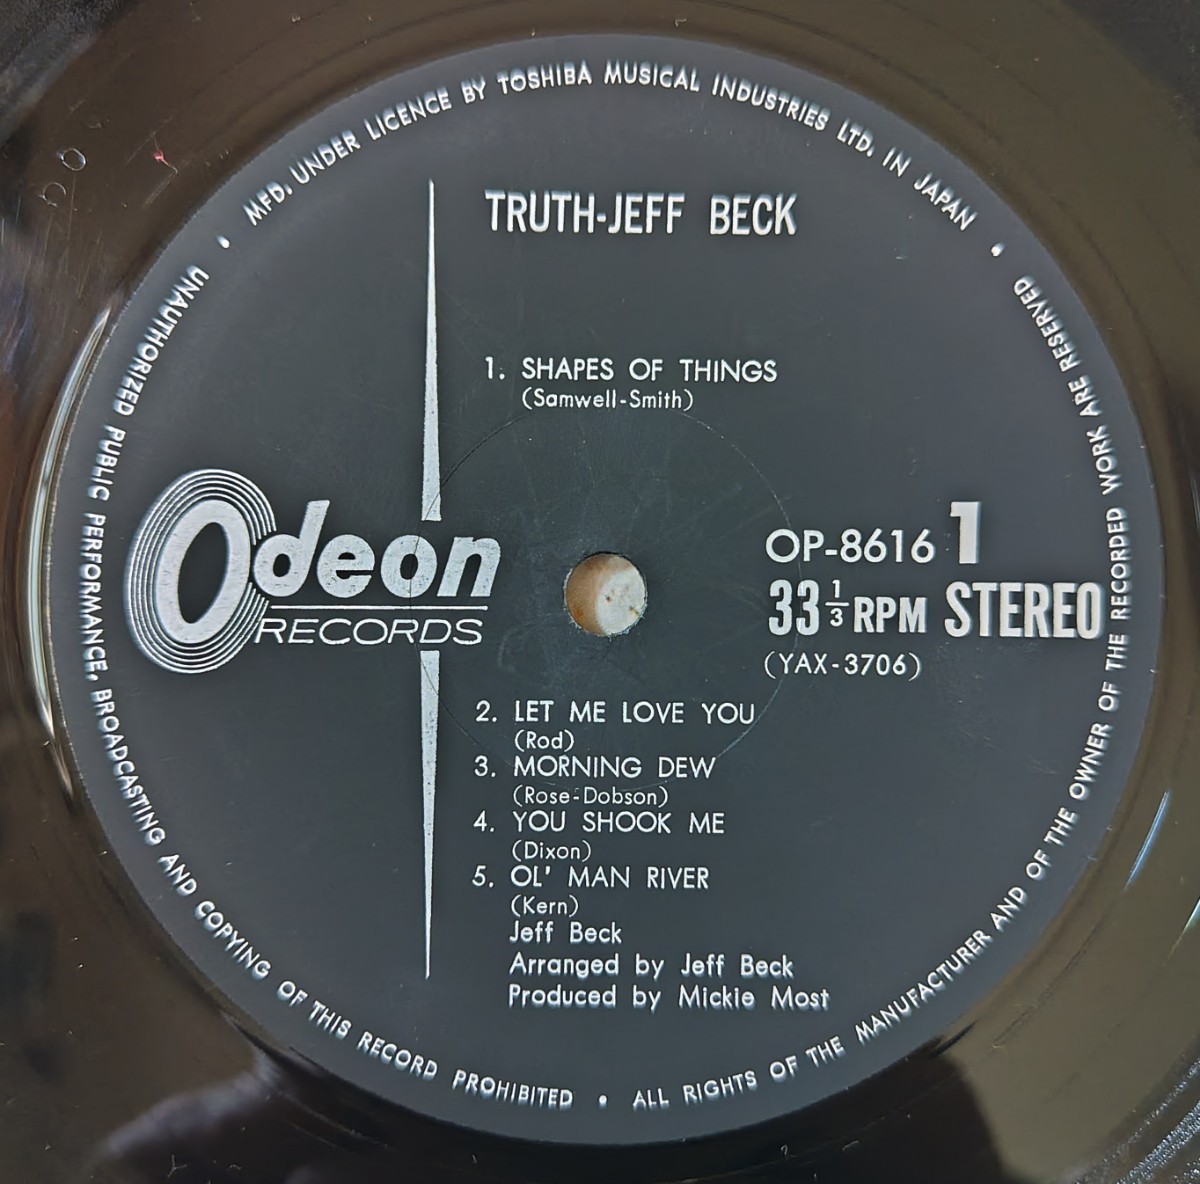 MFD. UNDER LICENCE BY TOSHIBA MUSICAL INDUSTRIES LTD. IN JAPAN •
TRUTH-JEFF BECK
1. SHAPES OF THINGS
(Samwell-Smith)
Odeon
RECORDS
OP-8616 1
33 1/3 RPM STEREO
(YAX-3706)
2. LET ME LOVE YOU
(Rod)
3. MORNING DEW
(Rose-Dobson)
4. YOU SHOOK ME
(Dixon)
5. OL' MAN RIVER
(Kern)
Jeff Beck
Arranged by Jeff Beck
Produced by Mickie Most
UNAUTHORIZED PUBLIC PERFORMANCE, BROADCASTING AND COPYING OF THIS RECORD PROHIBITED • ALL RIGHTS OF THE MANUFACTURER AND OF THE OWNER OF THE RECORDED WORK ARE RESERVED •